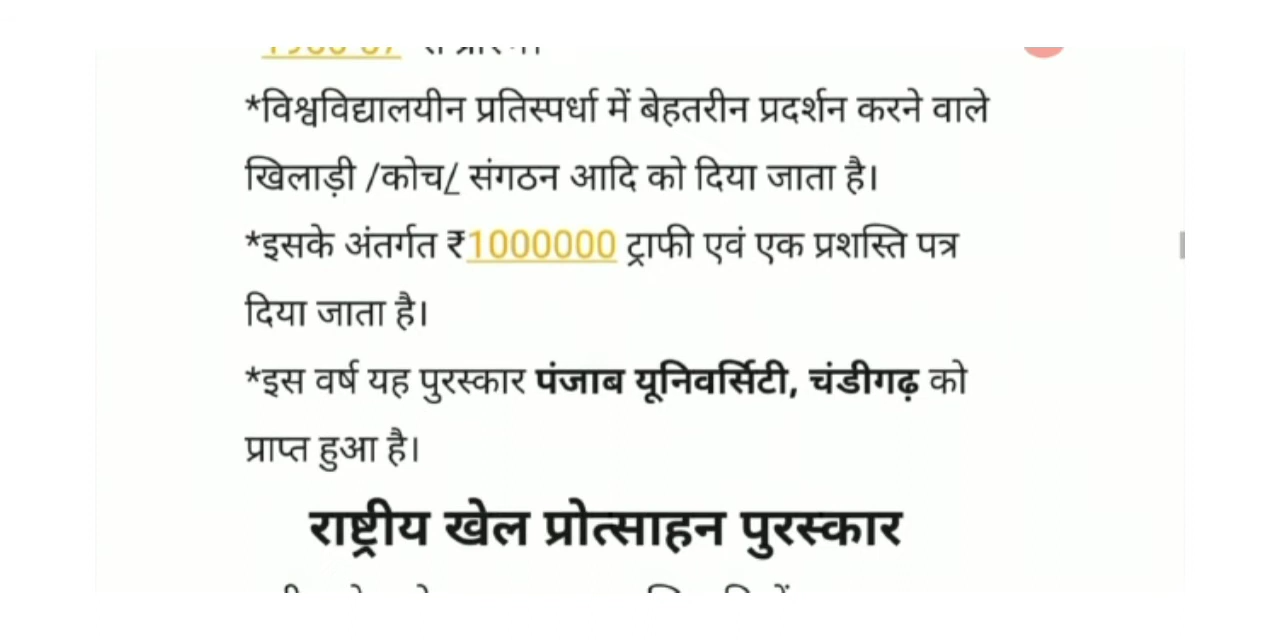 *विश्वविद्यालयीन प्रतिस्पर्धा में बेहतरीन प्रदर्शन करने वाले
खिलाड़ी /कोच/ संगठन आदि को दिया जाता है।
*इसके अंतर्गत ₹1000000 ट्राफी एवं एक प्रशस्ति पत्र
दिया जाता है।
*इस वर्ष यह पुरस्कार पंजाब यूनिवर्सिटी, चंडीगढ़ को
प्राप्त हुआ है।
राष्ट्रीय खेल प्रोत्साहन पुरस्कार